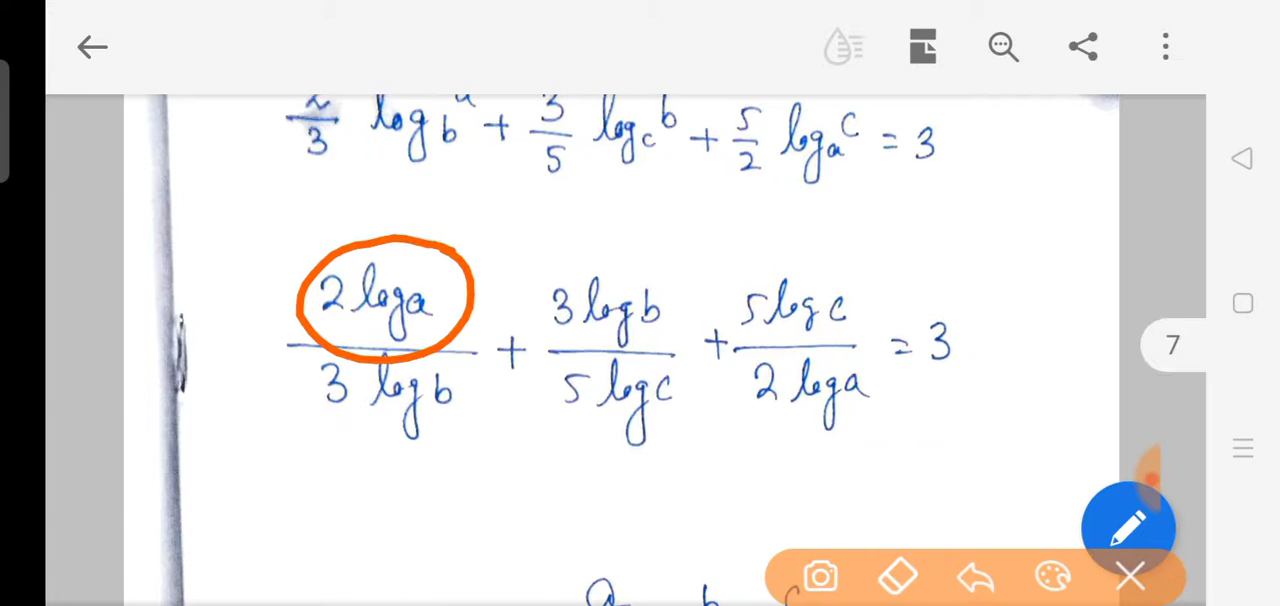 2/3 log_b a + 3/5 log_c b + 5/2 log_a c = 3
2 log a / 3 log b + 3 log b / 5 log c + 5 log c / 2 log a = 3
7
a b c